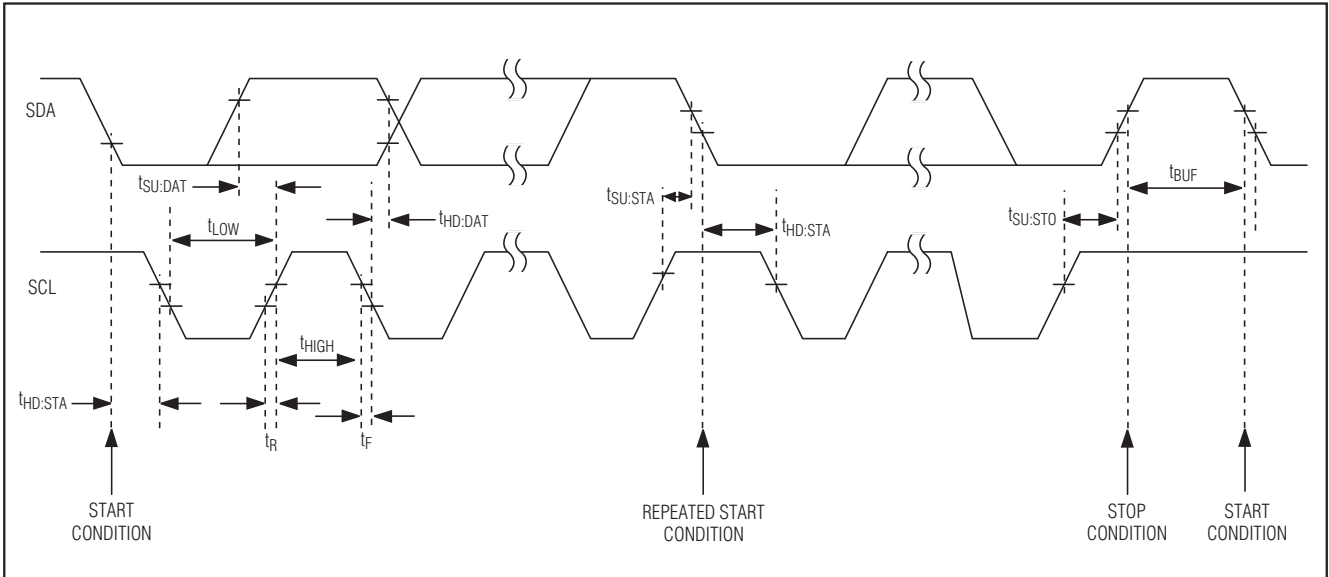 SDA
tSU:DAT
tLOW
tHD:DAT
tSU:STA
tHD:STA
tSU:STO
tBUF
SCL
tHIGH
tHD:STA
tR
tF
START
CONDITION
REPEATED START
CONDITION
STOP
CONDITION
START
CONDITION